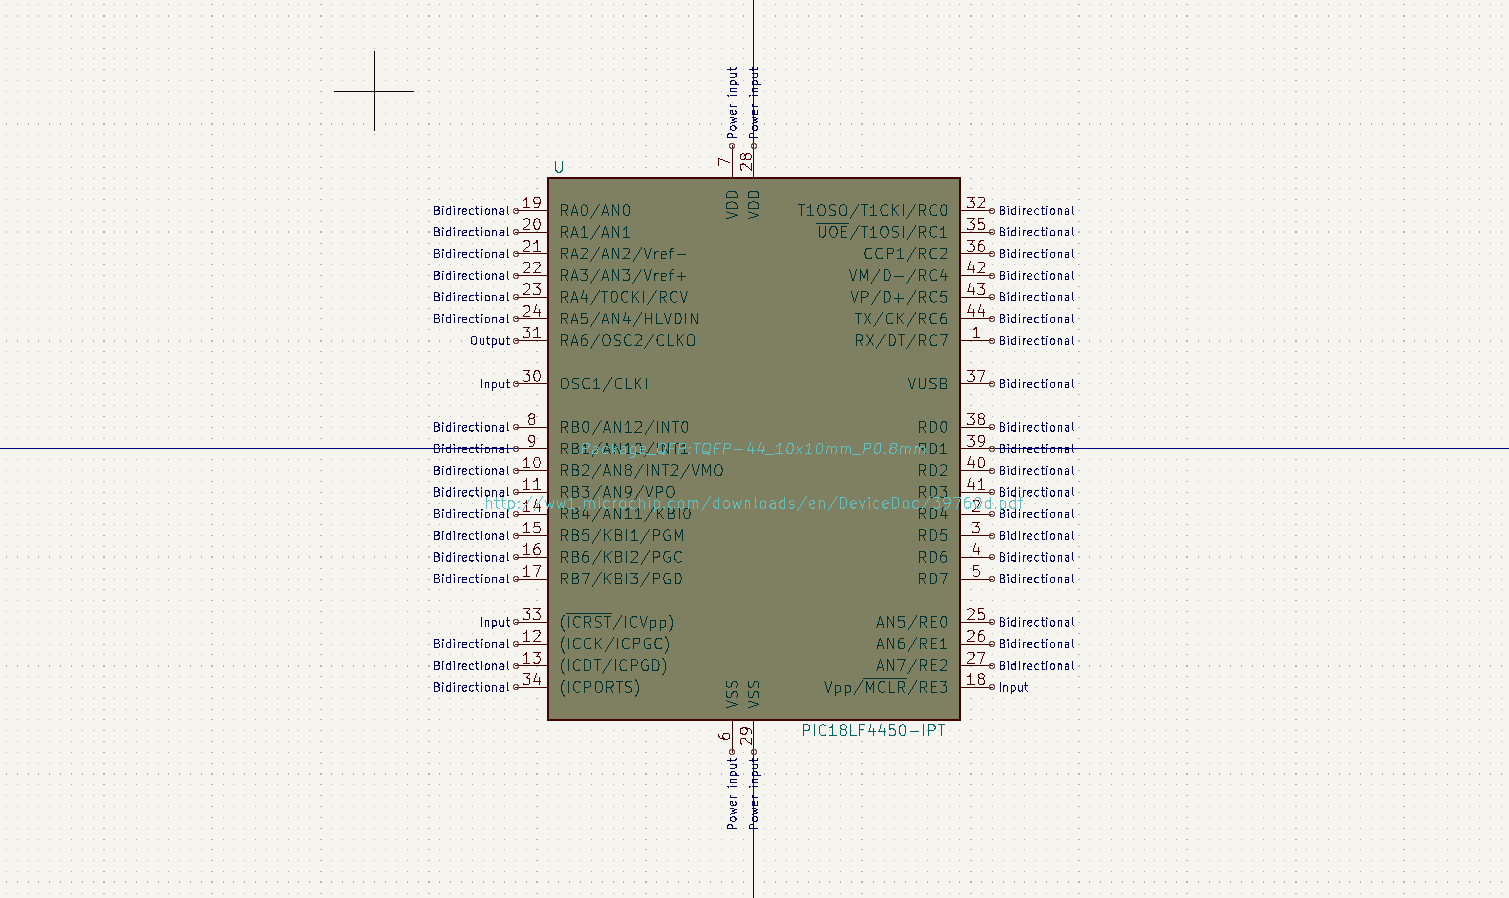 Power input Power input
7 28
U
VDD VDD
Bidirectional 19 RA0/AN0 T1OSO/T1CKI/RC0 32 Bidirectional
Bidirectional 20 RA1/AN1 UOE/T1OSI/RC1 35 Bidirectional
Bidirectional 21 RA2/AN2/Vref- CCP1/RC2 36 Bidirectional
Bidirectional 22 RA3/AN3/Vref+ VM/D-/RC4 42 Bidirectional
Bidirectional 23 RA4/T0CKI/RCV VP/D+/RC5 43 Bidirectional
Bidirectional 24 RA5/AN4/HLVDIN TX/CK/RC6 44 Bidirectional
Output 31 RA6/OSC2/CLKO RX/DT/RC7 1 Bidirectional
Input 30 OSC1/CLKI VUSB 37 Bidirectional
Bidirectional 8 RB0/AN12/INT0 RD0 38 Bidirectional
Bidirectional 9 RB1/AN10/INT1 RD1 39 Bidirectional
Package_QFP:TQFP-44_10x10mm_P0.8mm
Bidirectional 10 RB2/AN8/INT2/VMO RD2 40 Bidirectional
Bidirectional 11 RB3/AN9/VPO RD3 41 Bidirectional
http://ww1.microchip.com/downloads/en/DeviceDoc/39760d.pdf
Bidirectional 14 RB4/AN11/KBI0 RD4 2 Bidirectional
Bidirectional 15 RB5/KBI1/PGM RD5 3 Bidirectional
Bidirectional 16 RB6/KBI2/PGC RD6 4 Bidirectional
Bidirectional 17 RB7/KBI3/PGD RD7 5 Bidirectional
Input 33 (ICRST/ICVpp) AN5/RE0 25 Bidirectional
Bidirectional 12 (ICCK/ICPGC) AN6/RE1 26 Bidirectional
Bidirectional 13 (ICDT/ICPGD) AN7/RE2 27 Bidirectional
Bidirectional 34 (ICPORTS) Vpp/MCLR/RE3 18 Input
VSS VSS
PIC18LF4450-IPT
6 29
Power input Power input